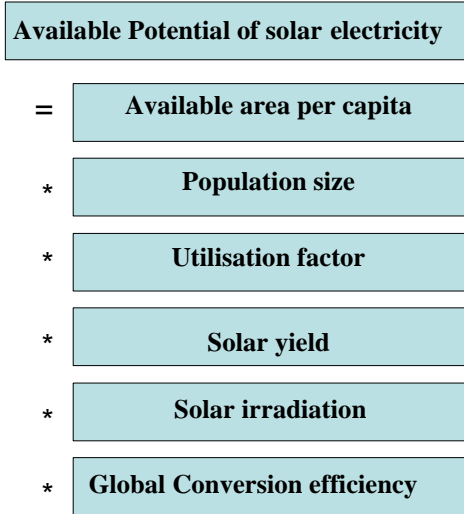 Available Potential of solar electricity
= Available area per capita
* Population size
* Utilisation factor
* Solar yield
* Solar irradiation
* Global Conversion efficiency